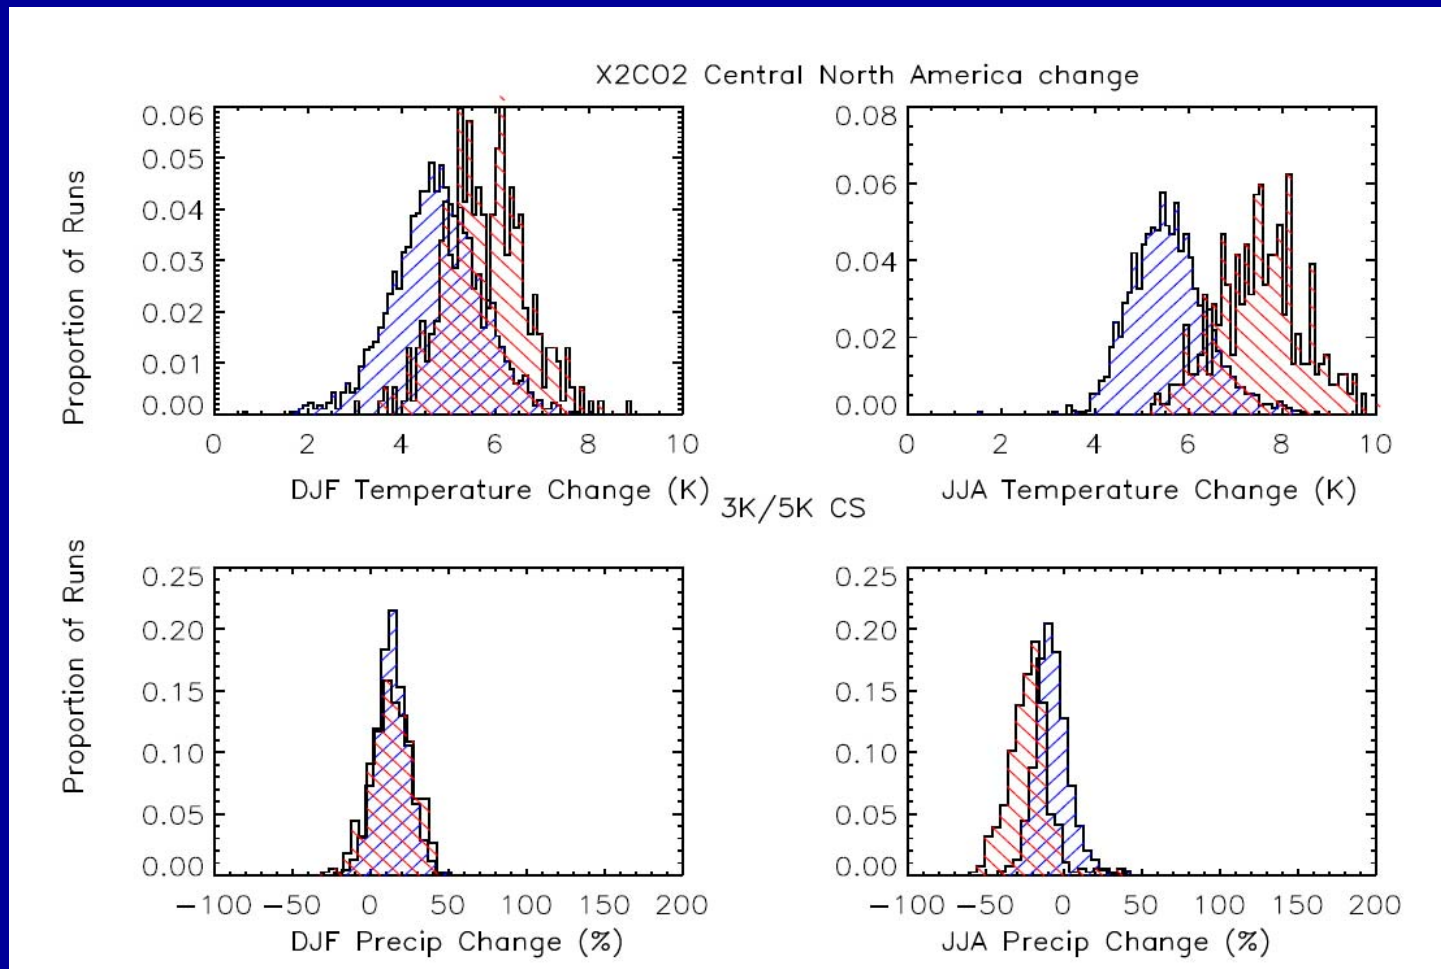 X2CO2 Central North America change
Proportion of Runs
0.06
0.05
0.04
0.03
0.02
0.01
0.00
0 2 4 6 8 10
DJF Temperature Change (K)
0.08
0.06
0.04
0.02
0.00
0 2 4 6 8 10
JJA Temperature Change (K)
3K/5K CS
Proportion of Runs
0.25
0.20
0.15
0.10
0.05
0.00
−100 −50 0 50 100 150 200
DJF Precip Change (%)
0.25
0.20
0.15
0.10
0.05
0.00
−100 −50 0 50 100 150 200
JJA Precip Change (%)